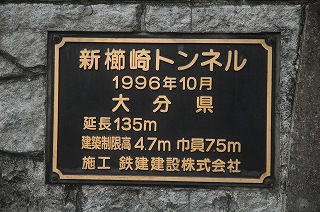 新櫛崎トンネル
1996年10月
大分県
延長135m
建築制限高 4.7m 巾員7.5m
施工 鉄建建設株式会社